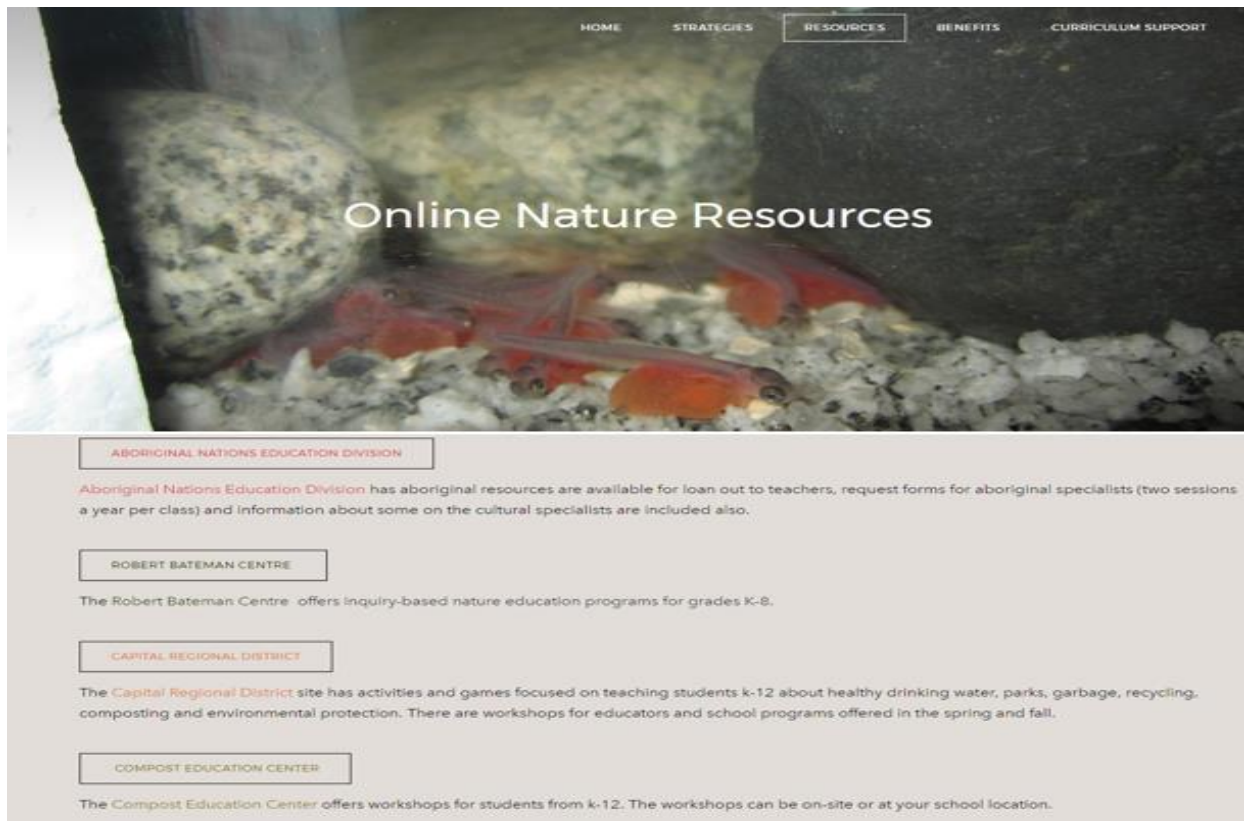 HOME STRATEGIES RESOURCES BENEFITS CURRICULUM SUPPORT
Online Nature Resources
ABORIGINAL NATIONS EDUCATION DIVISION
Aboriginal Nations Education Division has aboriginal resources are available for loan out to teachers, request forms for aboriginal specialists (two sessions
a year per class) and information about some on the cultural specialists are included also.
ROBERT BATEMAN CENTRE
The Robert Bateman Centre offers inquiry-based nature education programs for grades K-8.
CAPITAL REGIONAL DISTRICT
The Capital Regional District site has activities and games focused on teaching students k-12 about healthy drinking water, parks, garbage, recycling,
composting and environmental protection. There are workshops for educators and school programs offered in the spring and fall.
COMPOST EDUCATION CENTER
The Compost Education Center offers workshops for students from k-12. The workshops can be on-site or at your school location.